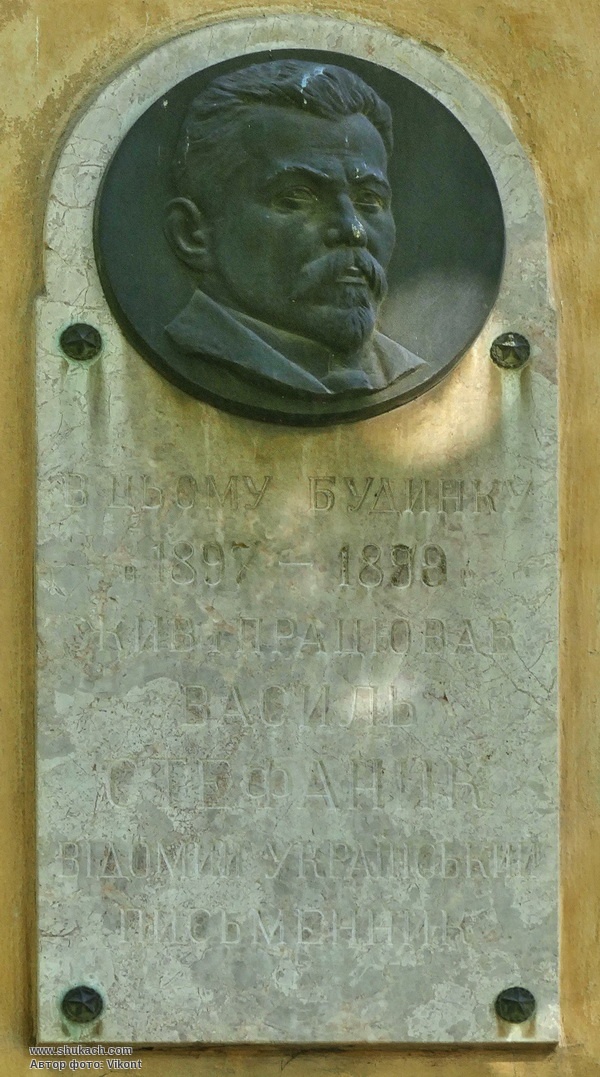 В ЦЬОМУ БУДИНКУ
1897 – 1899
ЖИВ І ПРАЦЮВАВ
ВАСИЛЬ
СТЕФАНИК
ВІДОМИЙ УКРАЇНСЬКИЙ
ПИСЬМЕННИК
www.shukach.com
Автор фото: Vikont